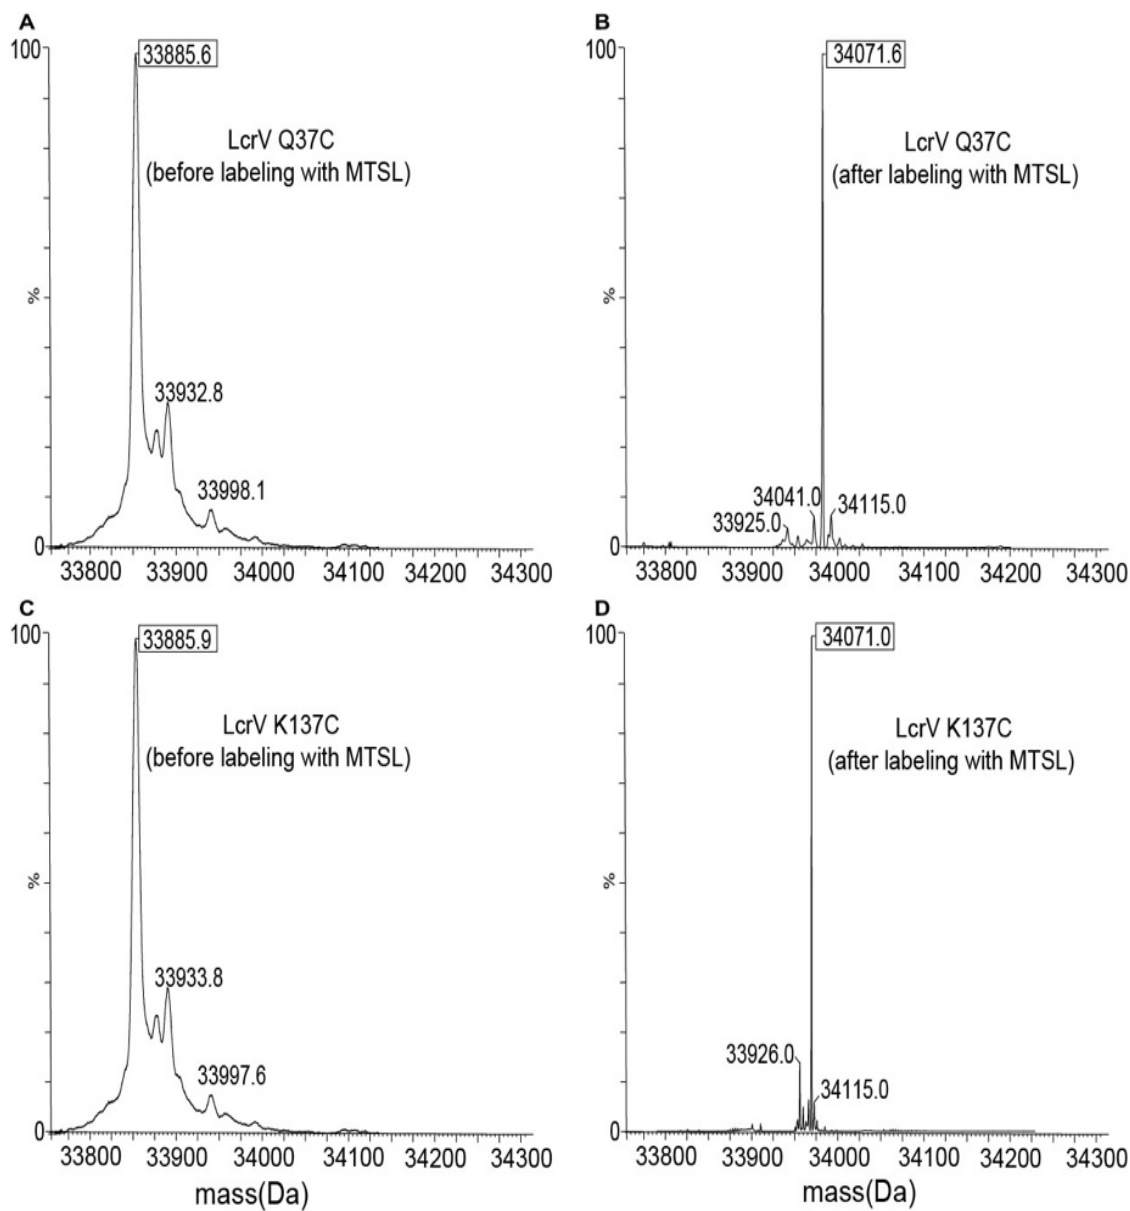 A
100
33885.6
LcrV Q37C
(before labeling with MTSL)
%
33932.8
33998.1
0
33800 33900 34000 34100 34200 34300
B
100
34071.6
LcrV Q37C
(after labeling with MTSL)
%
34041.0
34115.0
33925.0
0
33800 33900 34000 34100 34200 34300
C
100
33885.9
LcrV K137C
(before labeling with MTSL)
%
33933.8
33997.6
0
33800 33900 34000 34100 34200 34300
mass(Da)
D
100
34071.0
LcrV K137C
(after labeling with MTSL)
%
33926.0
34115.0
0
33800 33900 34000 34100 34200 34300
mass(Da)